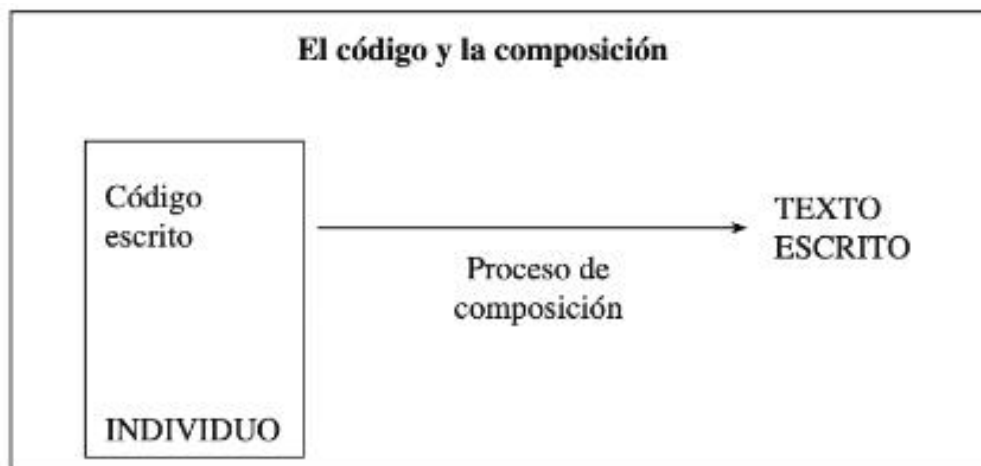 El código y la composición
Código
escrito
TEXTO
ESCRITO
Proceso de
composición
INDIVIDUO